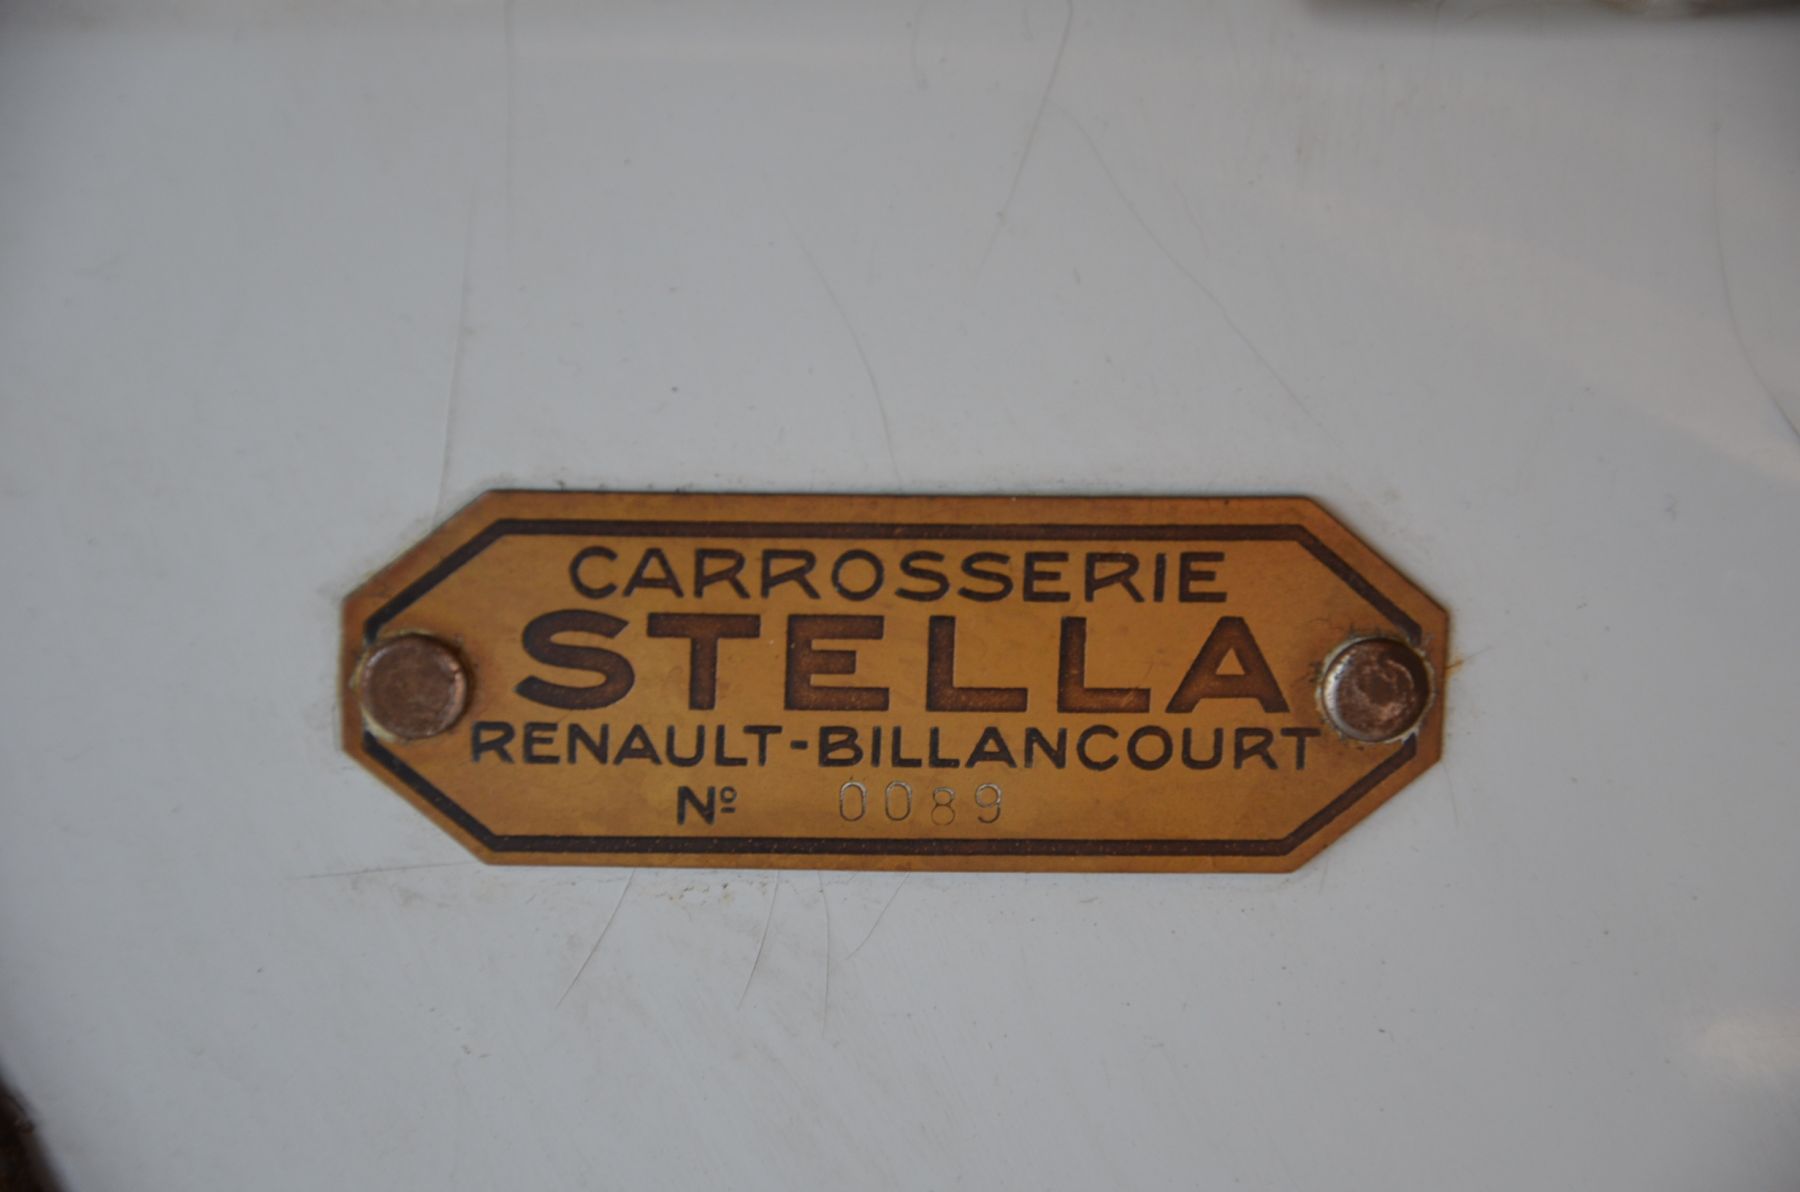 CARROSSERIE
STELLA
RENAULT-BILLANCOURT
Nº 0089